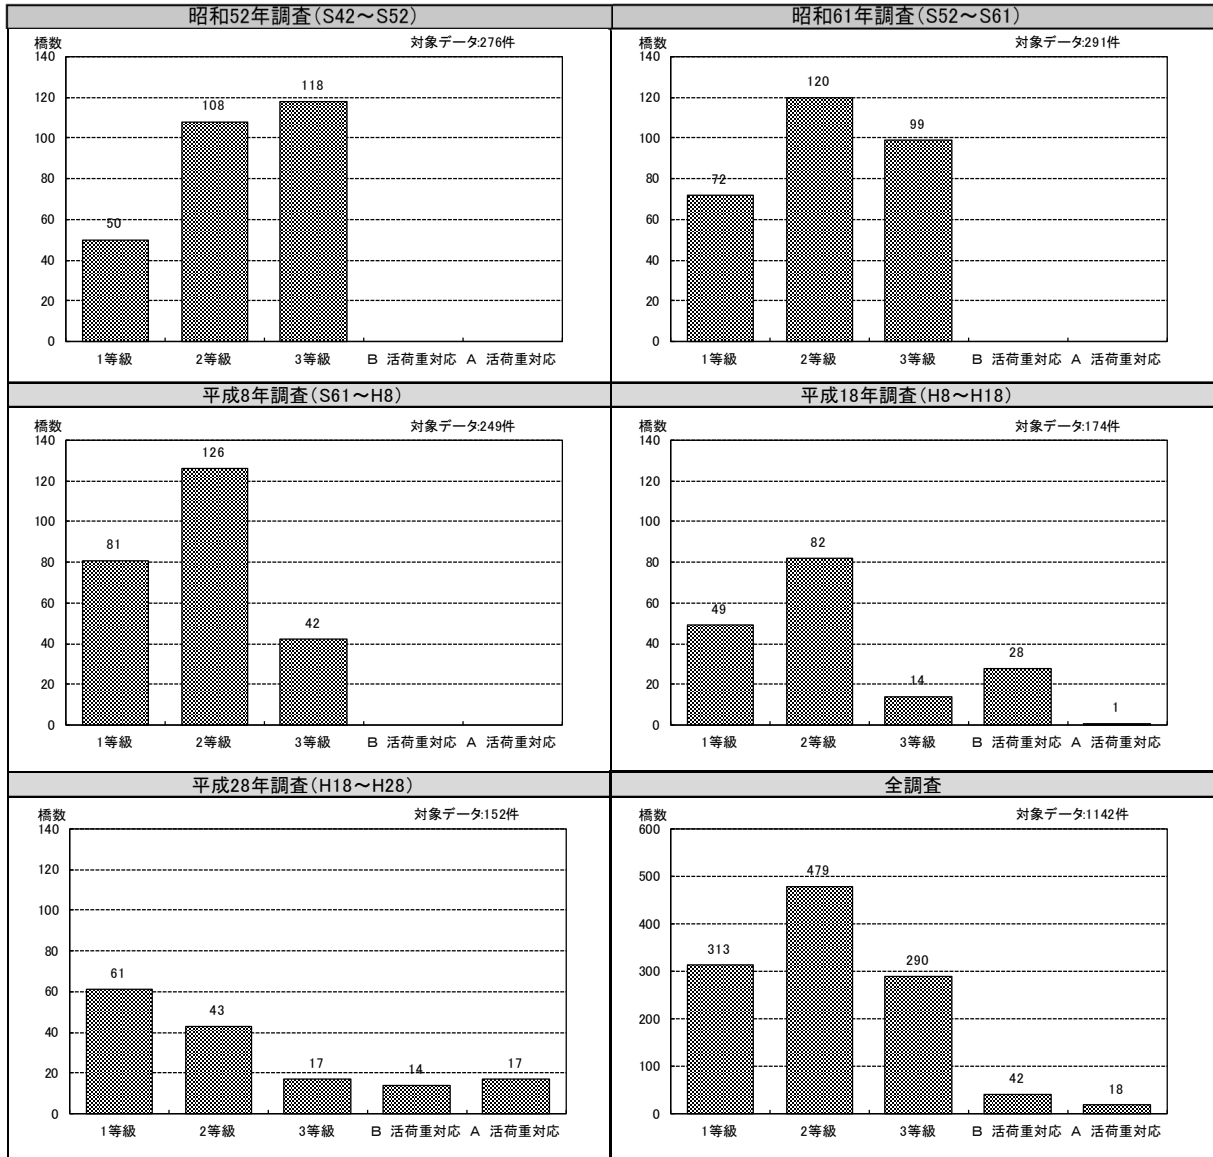 昭和52年調査(S42～S52)
橋数
対象データ:276件
140
120
100
80
60
40
20
0
50
108
118
1等級 2等級 3等級 B 活荷重対応 A 活荷重対応
昭和61年調査(S52～S61)
橋数
対象データ:291件
140
120
100
80
60
40
20
0
72
120
99
1等級 2等級 3等級 B 活荷重対応 A 活荷重対応
平成8年調査(S61～H8)
橋数
対象データ:249件
140
120
100
80
60
40
20
0
81
126
42
1等級 2等級 3等級 B 活荷重対応 A 活荷重対応
平成18年調査(H8～H18)
橋数
対象データ:174件
140
120
100
80
60
40
20
0
49
82
14
28
1
1等級 2等級 3等級 B 活荷重対応 A 活荷重対応
平成28年調査(H18～H28)
橋数
対象データ:152件
140
120
100
80
60
40
20
0
61
43
17
14
17
1等級 2等級 3等級 B 活荷重対応 A 活荷重対応
全調査
橋数
対象データ:1142件
600
500
400
300
200
100
0
313
479
290
42
18
1等級 2等級 3等級 B 活荷重対応 A 活荷重対応